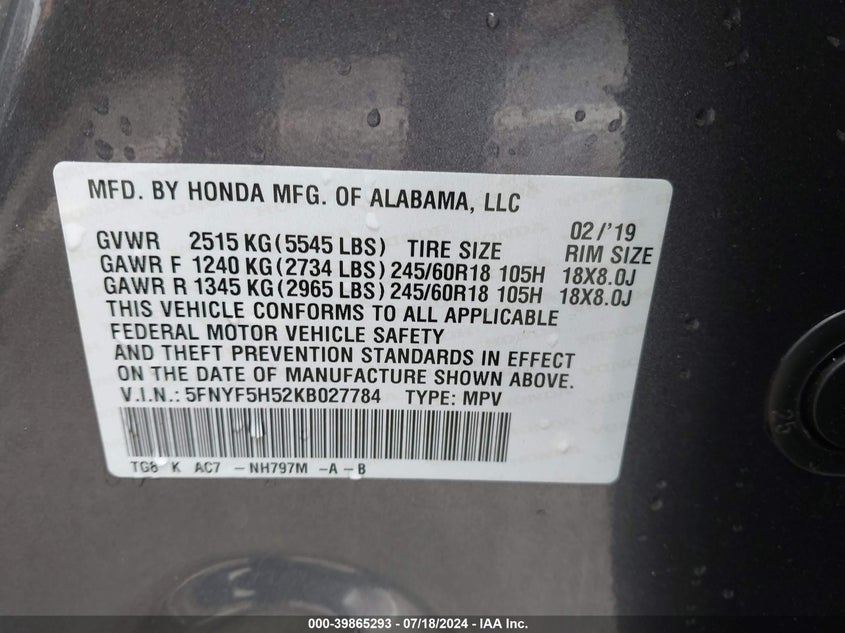 MFD. BY HONDA MFG. OF ALABAMA, LLC
02/'19
GVWR 2515 KG (5545 LBS) TIRE SIZE RIM SIZE
GAWR F 1240 KG (2734 LBS) 245/60R18 105H 18X8.0J
GAWR R 1345 KG (2965 LBS) 245/60R18 105H 18X8.0J
THIS VEHICLE CONFORMS TO ALL APPLICABLE
FEDERAL MOTOR VEHICLE SAFETY
AND THEFT PREVENTION STANDARDS IN EFFECT
ON THE DATE OF MANUFACTURE SHOWN ABOVE.
V.I.N.: 5FNYF5H52KB027784 TYPE: MPV
TG8 K AC7 -NH797M -A-B
25
000-39865293 - 07/18/2024 - IAA Inc.